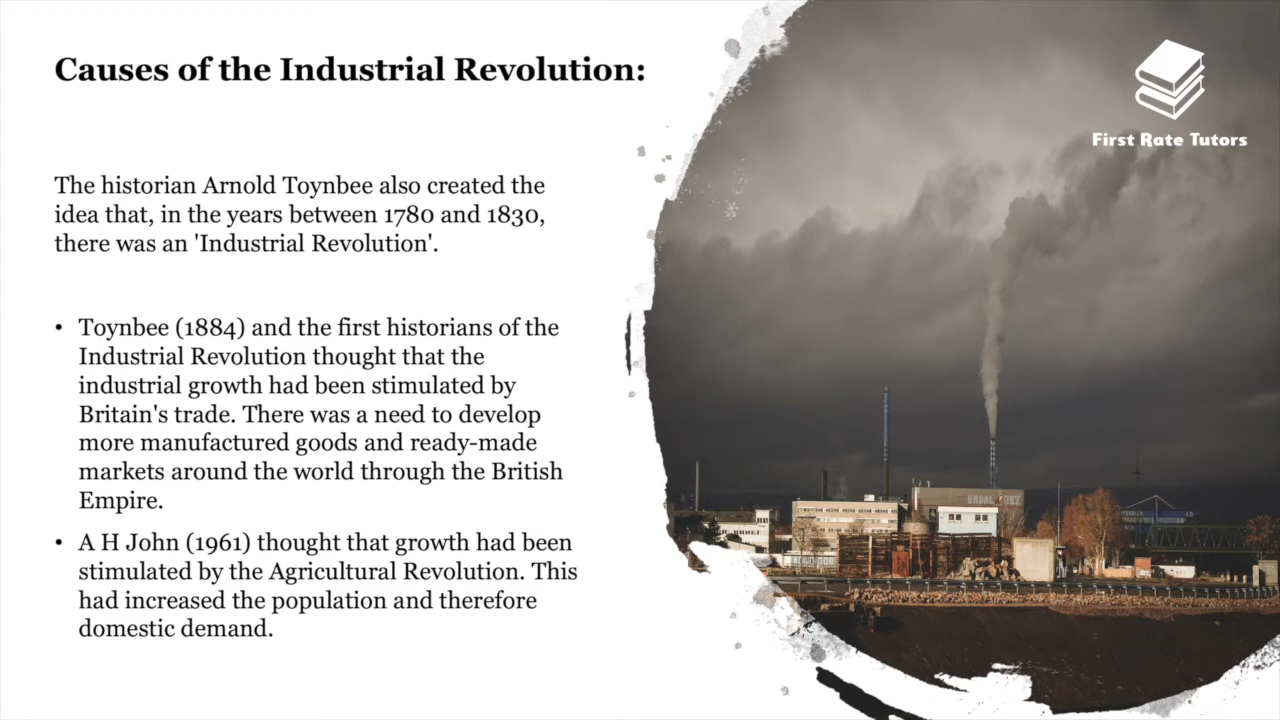 Causes of the Industrial Revolution:
First Rate Tutors
The historian Arnold Toynbee also created the
idea that, in the years between 1780 and 1830,
there was an 'Industrial Revolution'.
• Toynbee (1884) and the first historians of the
Industrial Revolution thought that the
industrial growth had been stimulated by
Britain's trade. There was a need to develop
more manufactured goods and ready-made
markets around the world through the British
Empire.
• A H John (1961) thought that growth had been
stimulated by the Agricultural Revolution. This
had increased the population and therefore
domestic demand.